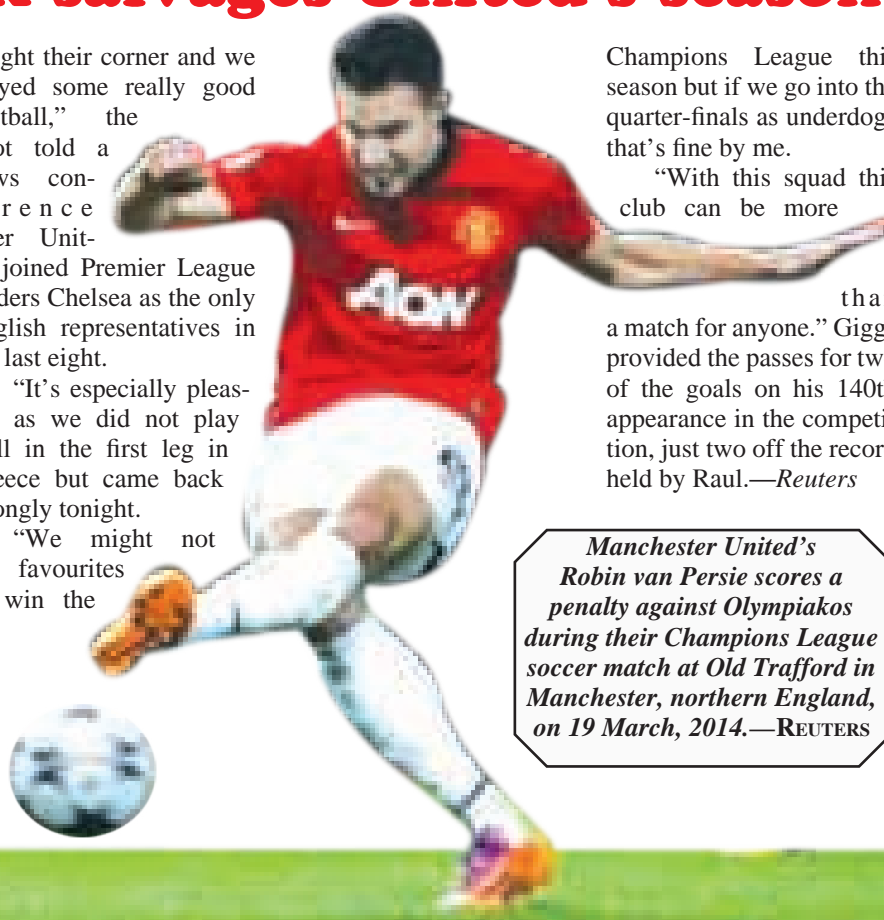 salvages United's season
ght their corner and we
yed some really good
tball,” the
ot told a
ws con-
rence
er Unit-
joined Premier League
ders Chelsea as the only
glish representatives in
last eight.
“It's especially pleas-
as we did not play
ll in the first leg in
eece but came back
ongly tonight.
“We might not
favourites
win the
Champions League thi
season but if we go into th
quarter-finals as underdog
that's fine by me.
“With this squad thi
club can be more
tha
a match for anyone.” Gigg
provided the passes for tw
of the goals on his 140t
appearance in the competi
tion, just two off the recor
held by Raul.—Reuters
AON
Manchester United's
Robin van Persie scores a
penalty against Olympiakos
during their Champions League
soccer match at Old Trafford in
Manchester, northern England,
on 19 March, 2014.—REUTERS